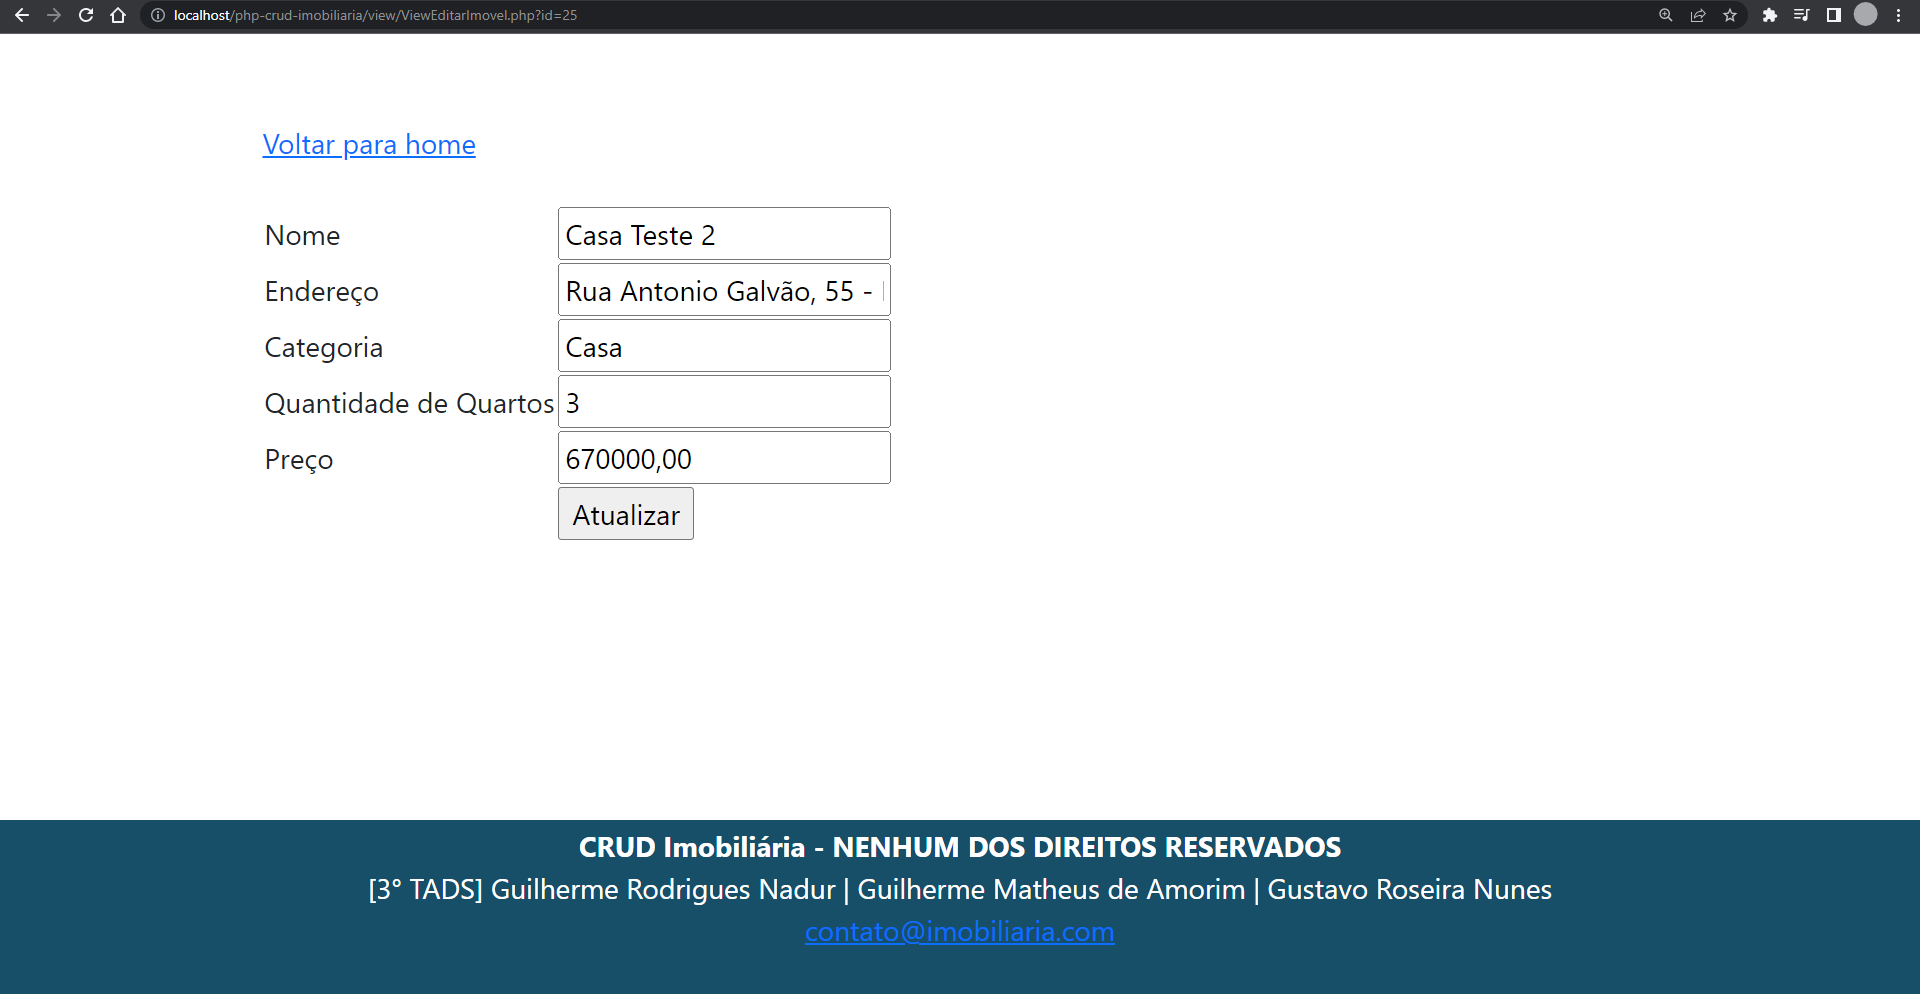 localhost/php-crud-imobiliaria/view/ViewEditarImovel.php?id=25
Voltar para home
Nome Casa Teste 2
Endereço Rua Antonio Galvão, 55 -
Categoria Casa
Quantidade de Quartos 3
Preço 670000,00
Atualizar
CRUD Imobiliária - NENHUM DOS DIREITOS RESERVADOS
[3° TADS] Guilherme Rodrigues Nadur | Guilherme Matheus de Amorim | Gustavo Roseira Nunes
contato@imobiliaria.com